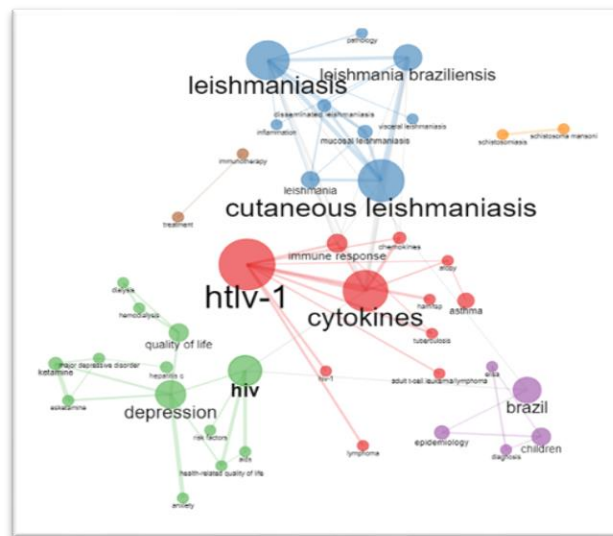 pathology
leishmaniasis
leishmania braziliensis
disseminated leishmaniasis
visceral leishmaniasis
inflammation
mucosal leishmaniasis
schistosome mansoni
schistosomiasis
immunotherapy
leishmania
cutaneous leishmaniasis
treatment
chemokines
immune response
atopy
htlv-1
cytokines
ham/tsp
asthma
tuberculosis
dialysis
hemodialysis
quality of life
major depressive disorder
ketamine
hepatitis c
hiv
hiv-1
adult t-cell leukemia/lymphoma
esketamine
depression
brazil
risk factors
epidemiology
children
aids
lymphoma
diagnosis
health-related quality of life
anxiety